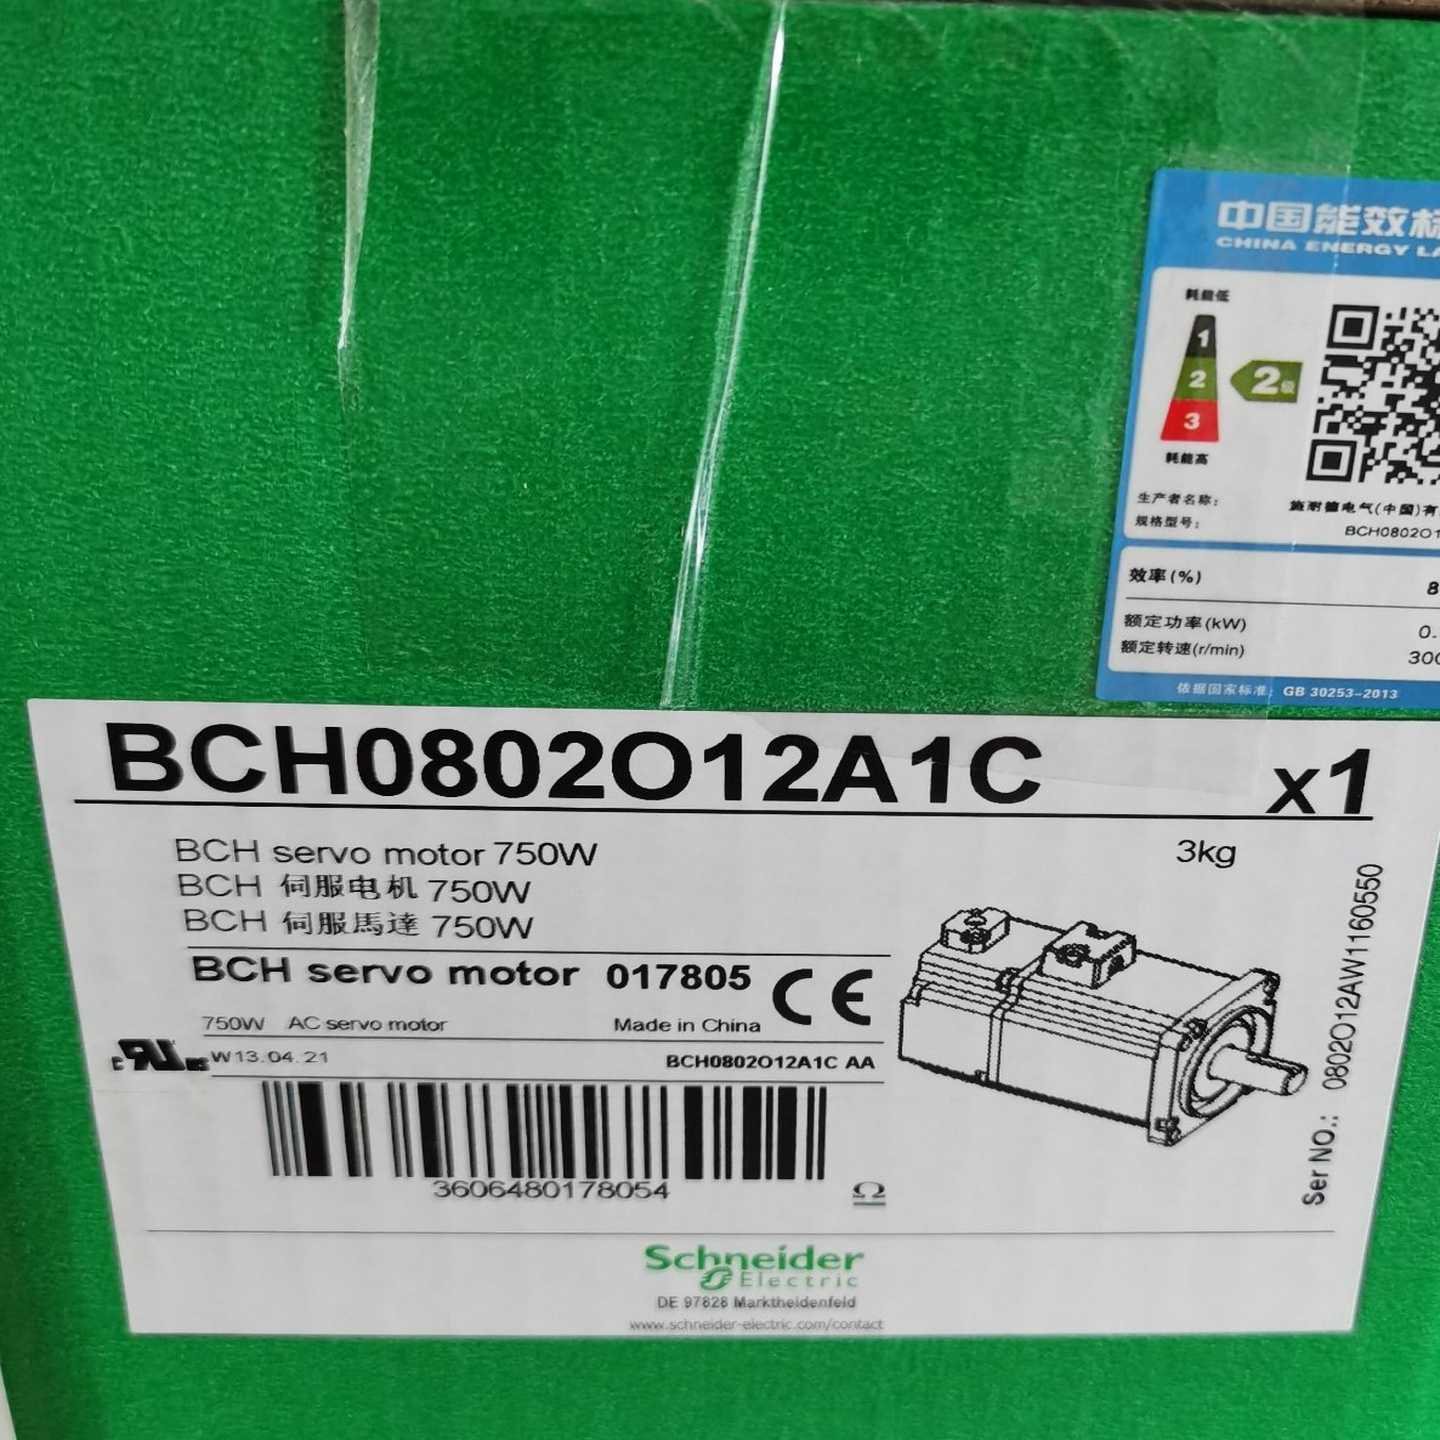 中国能效标
CHINA ENERGY LA
耗能低
1
2
3
2级
耗能高
生产者名称:
施耐德电气(中国)有
规格型号:
BCH0802O1
效率(%)
8
额定功率(kW)
0.
额定转速(r/min)
300
依据国家标准: GB 30253-2013
BCH0802O12A1C x1
BCH servo motor 750W
3kg
BCH 伺服电机 750W
BCH 伺服馬達 750W
BCH servo motor 017805 CE
750W AC servo motor Made in China
W13.04.21
BCH0802O12A1C AA
3606480178054
Ser NO.: 0802O12AW1160550
Schneider
Electric
DE 97828 Marktheidenfeld
www.schneider-electric.com/contact